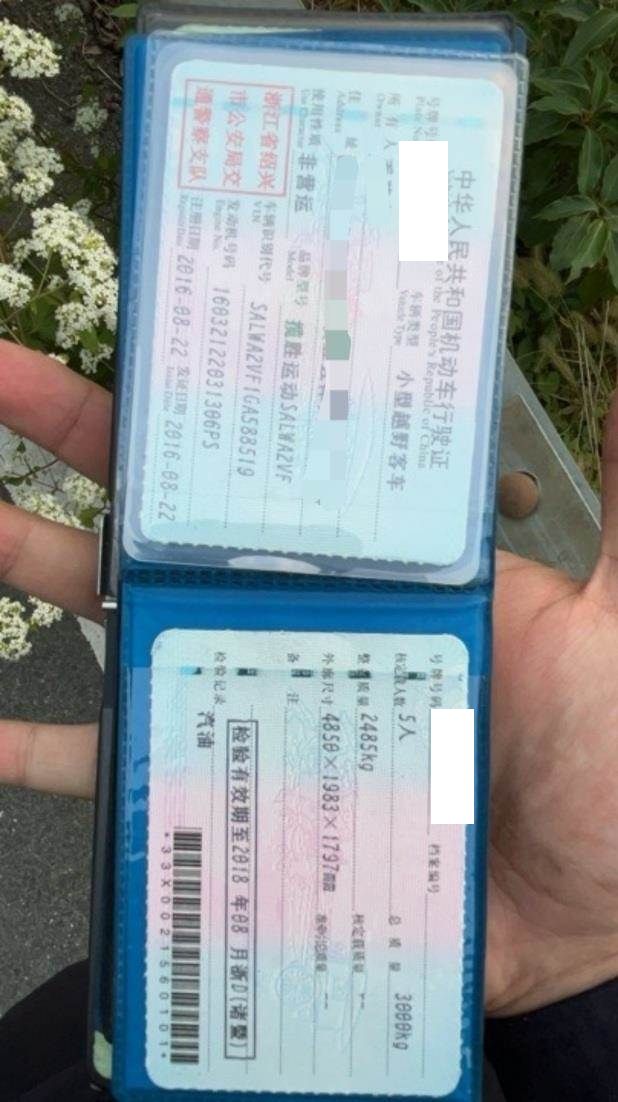 中华人民共和国机动车行驶证
of the People's Republic of China
号牌号
Plate No.
车辆类型
Vehicle Type
小型越野客车
所有人
Owner
住 址
Address
使用性质
Use Character
非营运
品牌型号
Model
揽胜运动SALWA2VF
浙江省绍兴
市公安局交
通警察支队
车辆识别代号
VIN
SALWA2VF1GA588519
发动机号码
Engine No.
16032122031306PS
注册日期
Register Date
2016-08-22
发证日期
Issue Date
2016-08-22
号牌号码
档案编号
核定载人数
5人
总质量
3000kg
整备质量
2485kg
核定载质量
--
外廓尺寸
4850×1983×1797mm
准牵引总质量
--
备 注
检验有效期至2018 年08 月浙D(诸暨)
检验记录
汽油
*33X0021560101*